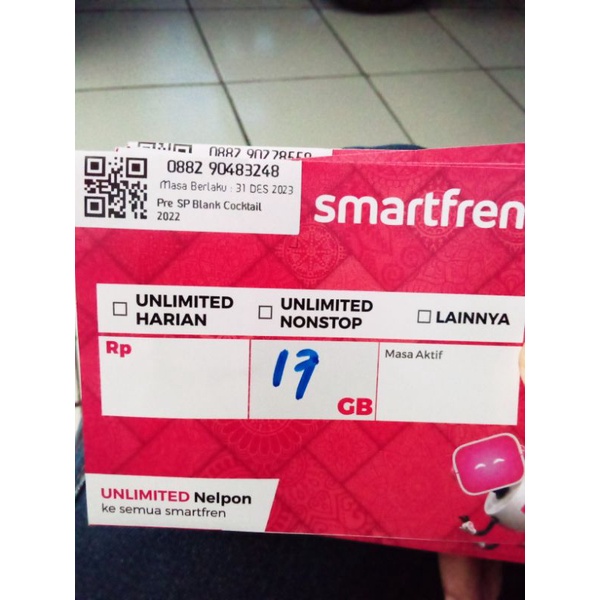 0882 90483248
Masa Berlaku : 31 DES 2023
Pre SP Blank Cocktail
2022
smartfren
UNLIMITED
HARIAN
UNLIMITED
NONSTOP
LAINNYA
Rp
17
GB
Masa Aktif
UNLIMITED Nelpon
ke semua smartfren